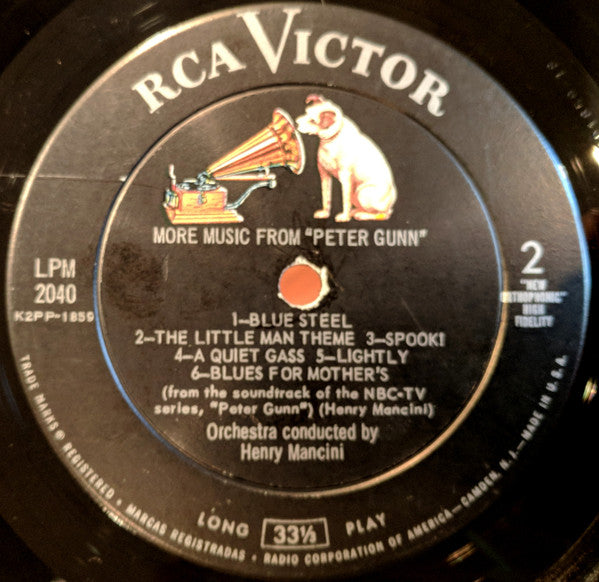 RCA VICTOR
MORE MUSIC FROM "PETER GUNN"
LPM
2040
K2PP-1859
2
"NEW
ORTHOPHONIC"
HIGH
FIDELITY
1—BLUE STEEL
2—THE LITTLE MAN THEME 3—SPOOK!
4—A QUIET GASS 5—LIGHTLY
6—BLUES FOR MOTHER'S
(from the soundtrack of the NBC-TV
series, "Peter Gunn") (Henry Mancini)
Orchestra conducted by
Henry Mancini
LONG 33⅓ PLAY
TRADE MARKS ® REGISTERED • MARCAS REGISTRADAS • RADIO CORPORATION OF AMERICA—CAMDEN, N. J.—MADE IN U.S.A.